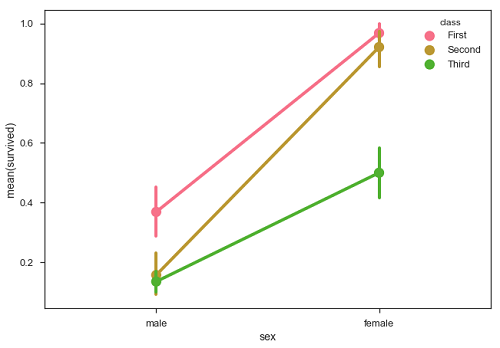 class
First
Second
Third
1.0
0.8
0.6
0.4
0.2
mean(survived)
male
female
sex